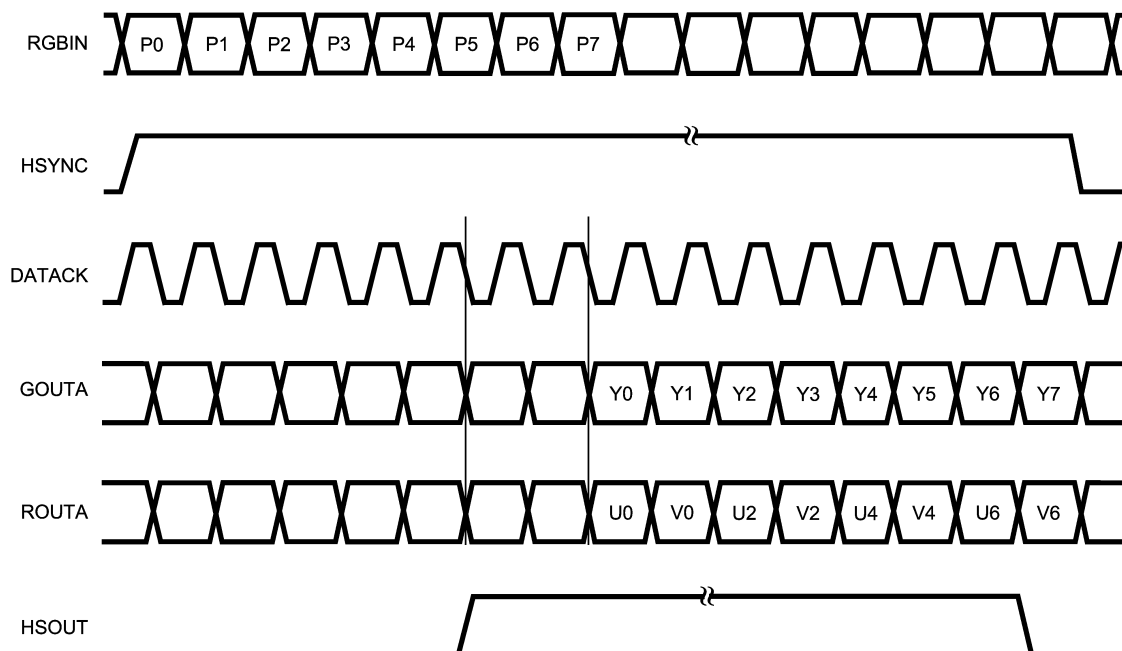 RGBIN P0 P1 P2 P3 P4 P5 P6 P7
HSYNC
DATACK
GOUTA Y0 Y1 Y2 Y3 Y4 Y5 Y6 Y7
ROUTA U0 V0 U2 V2 U4 V4 U6 V6
HSOUT